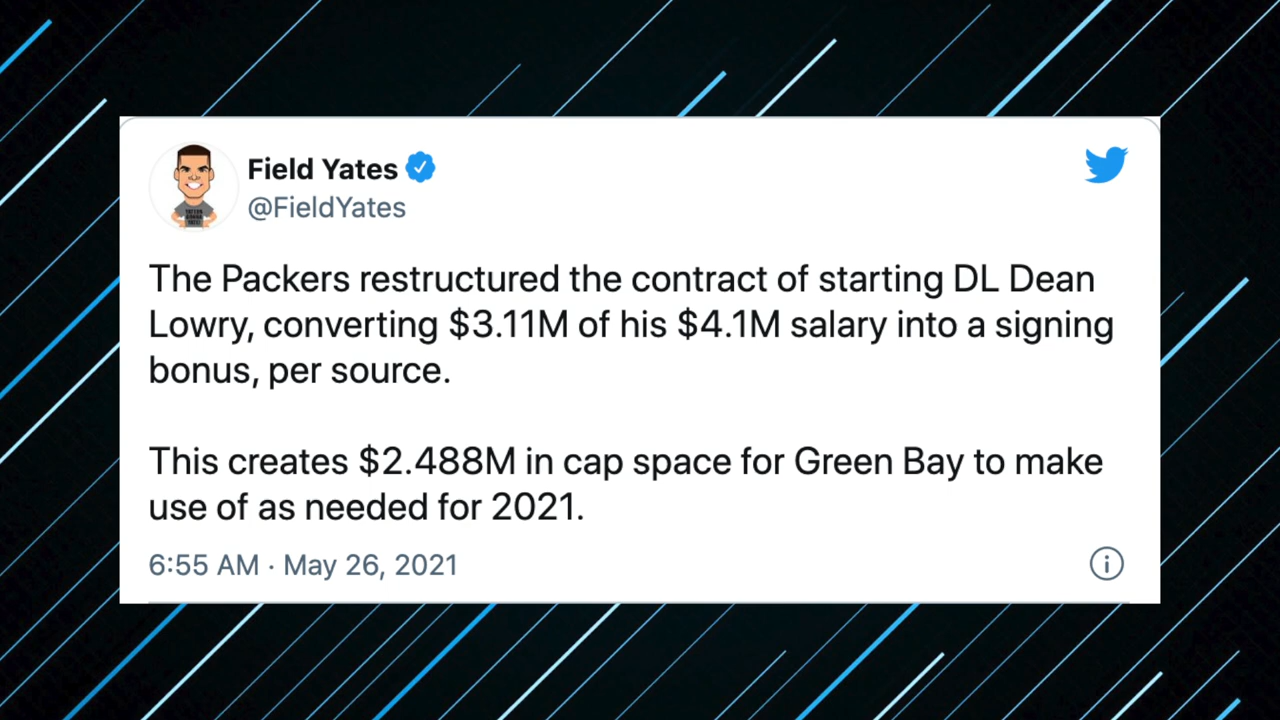 Field Yates
@FieldYates
The Packers restructured the contract of starting DL Dean
Lowry, converting $3.11M of his $4.1M salary into a signing
bonus, per source.
This creates $2.488M in cap space for Green Bay to make
use of as needed for 2021.
6:55 AM · May 26, 2021